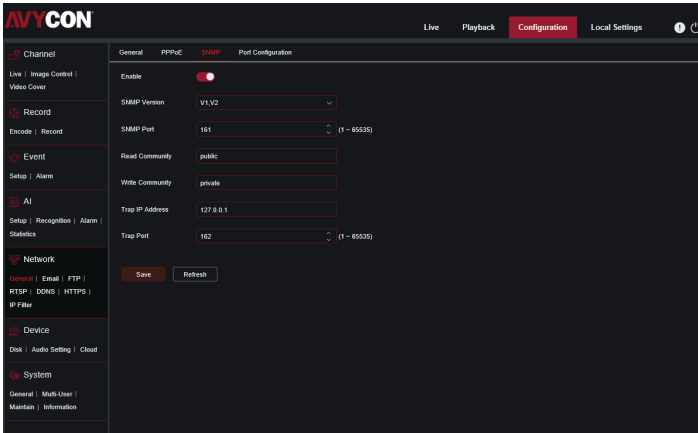 AVYCON
Live Playback Configuration Local Settings
Channel
Live | Image Control |
Video Cover
Record
Encode | Record
Event
Setup | Alarm
AI
Setup | Recognition | Alarm |
Statistics
Network
General | Email | FTP |
RTSP | DDNS | HTTPS |
IP Filter
Device
Disk | Audio Setting | Cloud
System
General | Multi-User |
Maintain | Information
General PPPoE SNMP Port Configuration
Enable
SNMP Version V1,V2
SNMP Port 161 (1 ~ 65535)
Read Community public
Write Community private
Trap IP Address 127.0.0.1
Trap Port 162 (1 ~ 65535)
Save Refresh